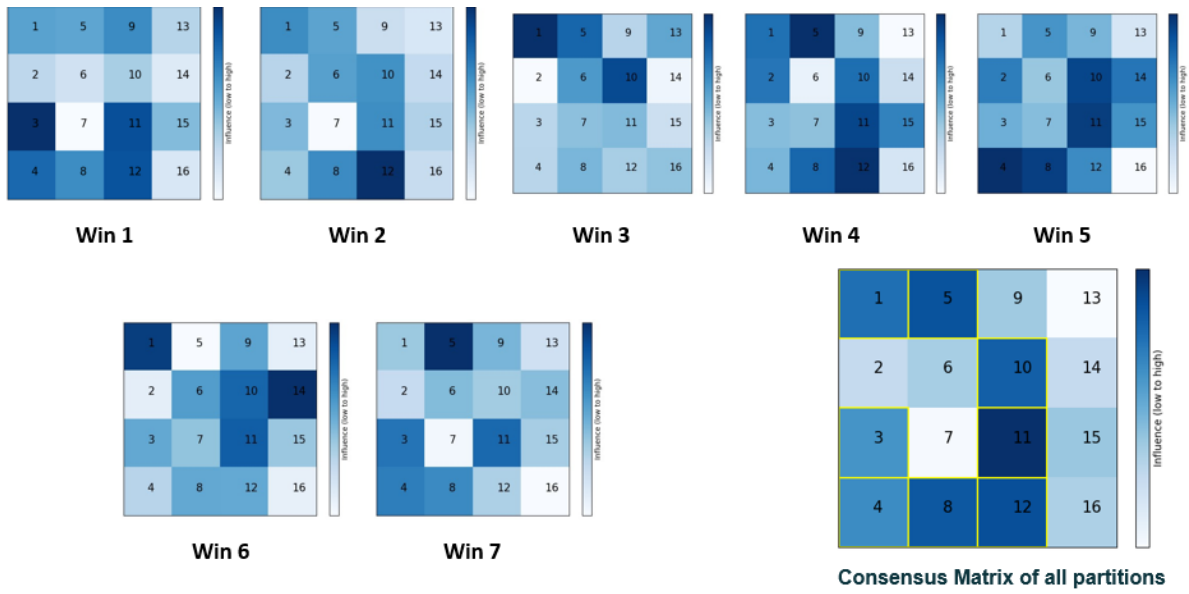 1 5 9 13
2 6 10 14
3 7 11 15
4 8 12 16
Influence (low to high)
Win 1
1 5 9 13
2 6 10 14
3 7 11 15
4 8 12 16
Influence (low to high)
Win 2
1 5 9 13
2 6 10 14
3 7 11 15
4 8 12 16
Influence (low to high)
Win 3
1 5 9 13
2 6 10 14
3 7 11 15
4 8 12 16
Influence (low to high)
Win 4
1 5 9 13
2 6 10 14
3 7 11 15
4 8 12 16
Influence (low to high)
Win 5
1 5 9 13
2 6 10 14
3 7 11 15
4 8 12 16
Influence (low to high)
Win 6
1 5 9 13
2 6 10 14
3 7 11 15
4 8 12 16
Influence (low to high)
Win 7
1 5 9 13
2 6 10 14
3 7 11 15
4 8 12 16
Influence (low to high)
Consensus Matrix of all partitions